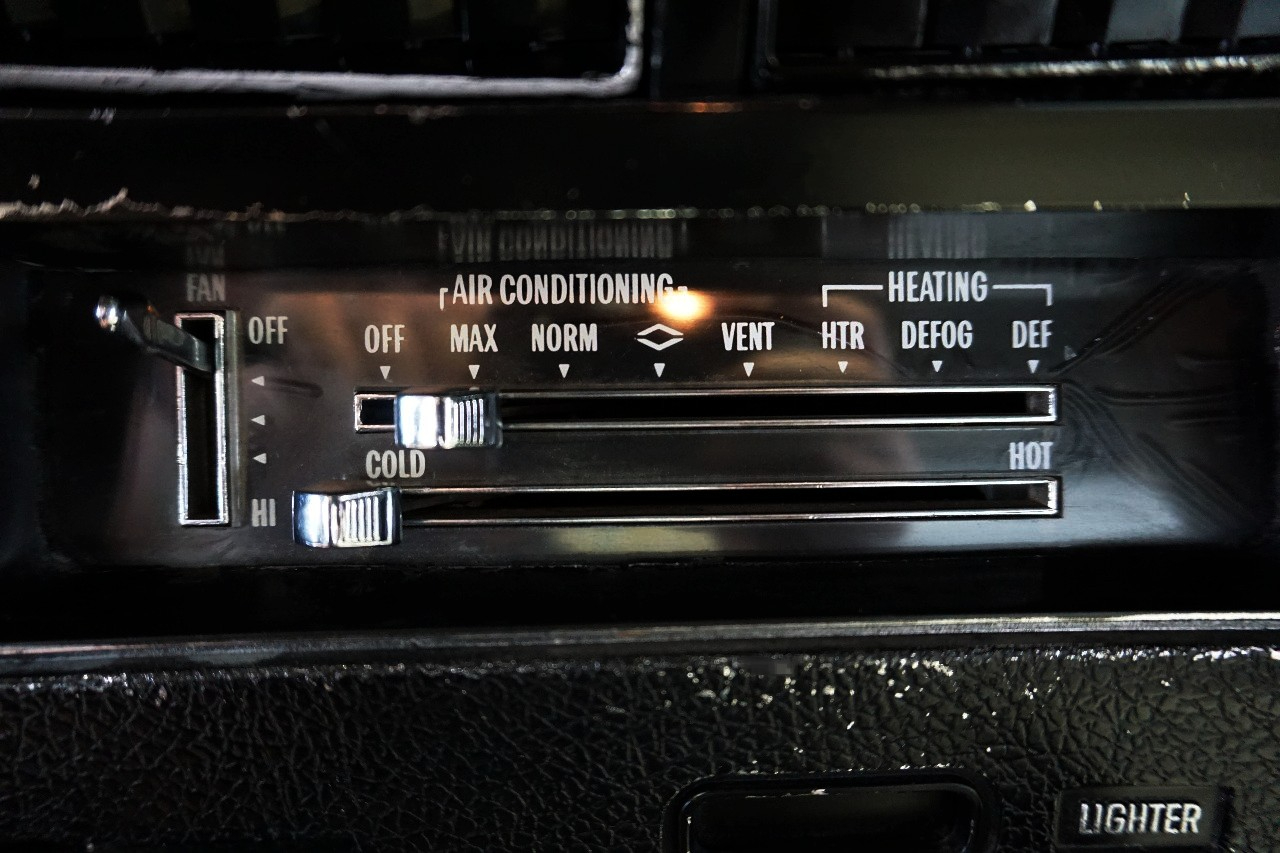 FAN
AIR CONDITIONING
HEATING
OFF
OFF
MAX
NORM
VENT
HTR
DEFOG
DEF
COLD
HOT
HI
LIGHTER